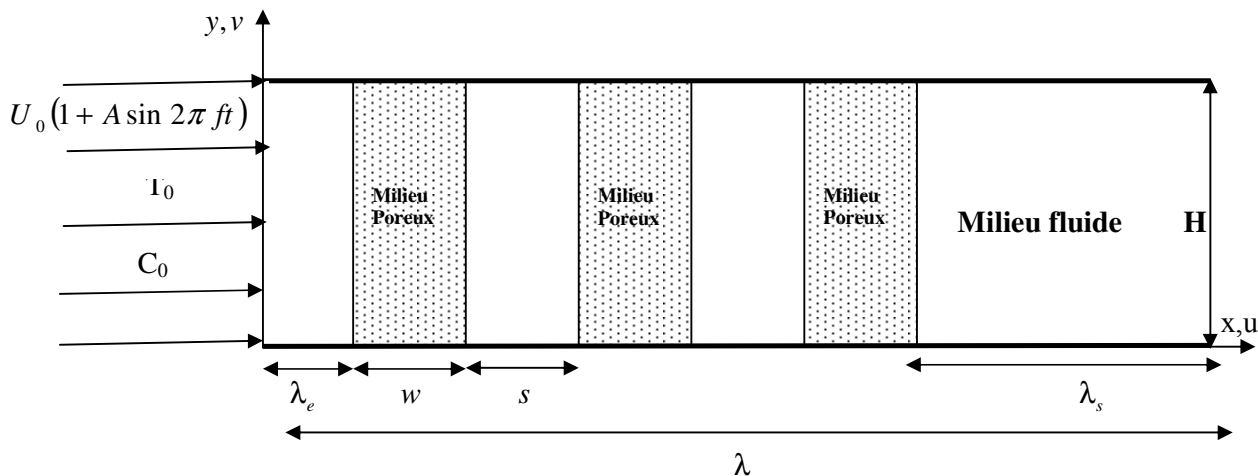 y, v
U₀(1 + A sin 2π ft)
T₀
C₀
Milieu
Poreux
Milieu
Poreux
Milieu
Poreux
Milieu fluide
H
x,u
λₑ
w
s
λₛ
λ